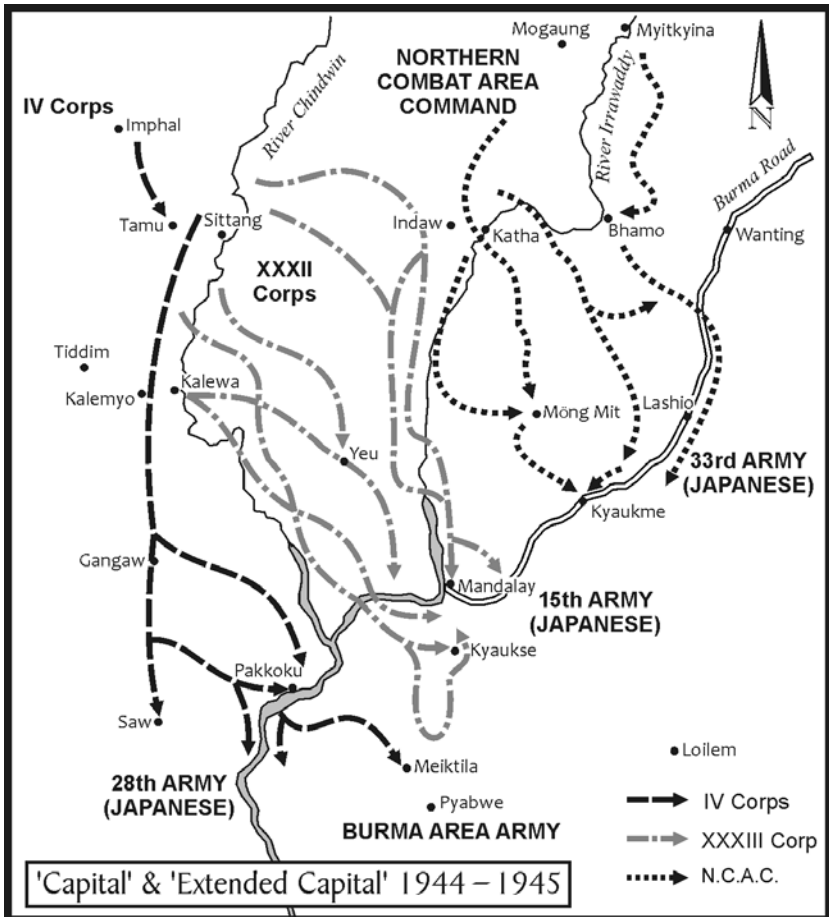 Mogaung
Myitkyina
NORTHERN
COMBAT AREA
COMMAND
River Chindwin
River Irrawaddy
N
IV Corps
Imphal
Burma Road
Tamu
Sittang
Indaw
Katha
Bhamo
Wanting
XXXII
Corps
Tiddim
Kalemyo
Kalewa
Möng Mit
Lashio
Yeu
33rd ARMY
(JAPANESE)
Kyaukme
Gangaw
Mandalay
15th ARMY
(JAPANESE)
Kyaukse
Pakkoku
Saw
Meiktila
Loilem
28th ARMY
(JAPANESE)
Pyabwe
BURMA AREA ARMY
IV Corps
XXXIII Corp
N.C.A.C.
'Capital' & 'Extended Capital' 1944 – 1945